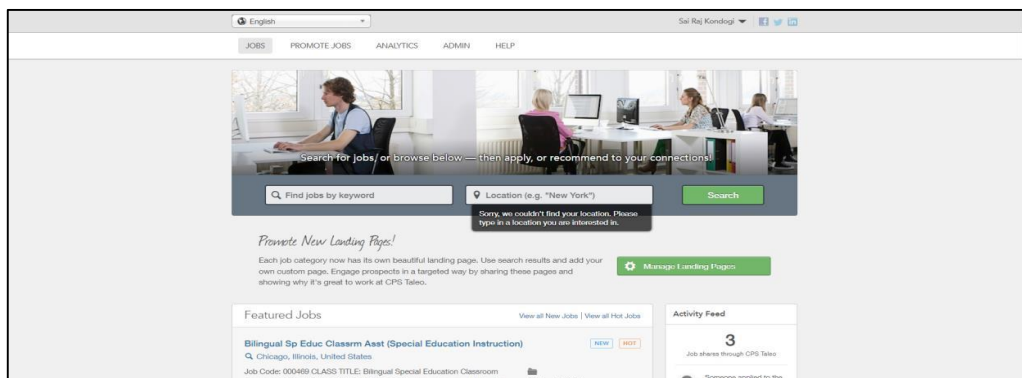 English
Sai Raj Kondogi
JOBS PROMOTE JOBS ANALYTICS ADMIN HELP
Search for jobs, or browse below — then apply, or recommend to your connections!
Find jobs by keyword
Location (e.g. "New York")
Search
Sorry, we couldn't find your location. Please
type in a location you are interested in.
Promote New Landing Pages!
Each job category now has its own beautiful landing page. Use search results and add your
own custom page. Engage prospects in a targeted way by sharing these pages and
showing why it's great to work at CPS Taleo.
Manage Landing Pages
Featured Jobs
View all New Jobs | View all Hot Jobs
Bilingual Sp Educ Classrm Asst (Special Education Instruction)
NEW HOT
Chicago, Illinois, United States
Job Code: 000469 CLASS TITLE: Bilingual Special Education Classroom
Activity Feed
3
Job shares through CPS Taleo
Someone applied to the